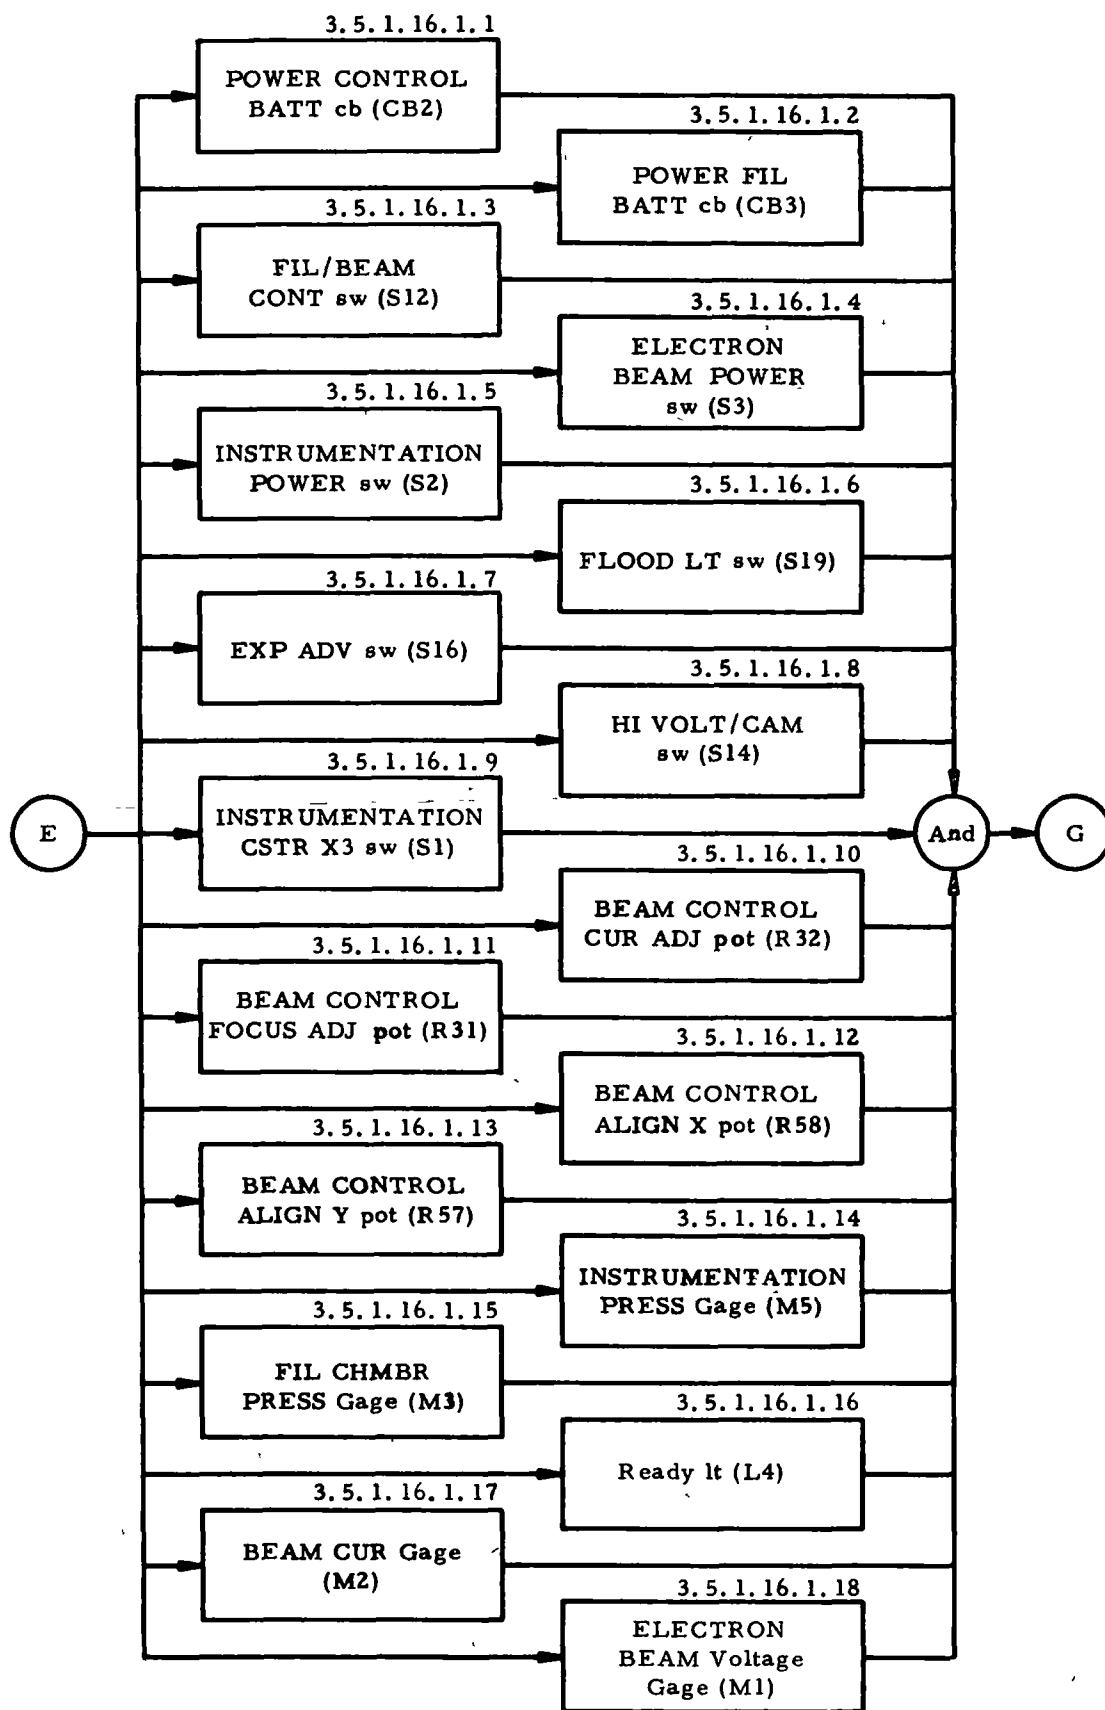 3.5.1.16.1.1
POWER CONTROL
BATT cb (CB2)
3.5.1.16.1.2
POWER FIL
BATT cb (CB3)
3.5.1.16.1.3
FIL/BEAM
CONT sw (S12)
3.5.1.16.1.4
ELECTRON
BEAM POWER
sw (S3)
3.5.1.16.1.5
INSTRUMENTATION
POWER sw (S2)
3.5.1.16.1.6
FLOOD LT sw (S19)
3.5.1.16.1.7
EXP ADV sw (S16)
3.5.1.16.1.8
HI VOLT/CAM
sw (S14)
3.5.1.16.1.9
E
INSTRUMENTATION
CSTR X3 sw (S1)
And
G
3.5.1.16.1.10
BEAM CONTROL
CUR ADJ pot (R32)
3.5.1.16.1.11
BEAM CONTROL
FOCUS ADJ pot (R31)
3.5.1.16.1.12
BEAM CONTROL
ALIGN X pot (R58)
3.5.1.16.1.13
BEAM CONTROL
ALIGN Y pot (R57)
3.5.1.16.1.14
INSTRUMENTATION
PRESS Gage (M5)
3.5.1.16.1.15
FIL CHMBR
PRESS Gage (M3)
3.5.1.16.1.16
Ready lt (L4)
3.5.1.16.1.17
BEAM CUR Gage
(M2)
3.5.1.16.1.18
ELECTRON
BEAM Voltage
Gage (M1)